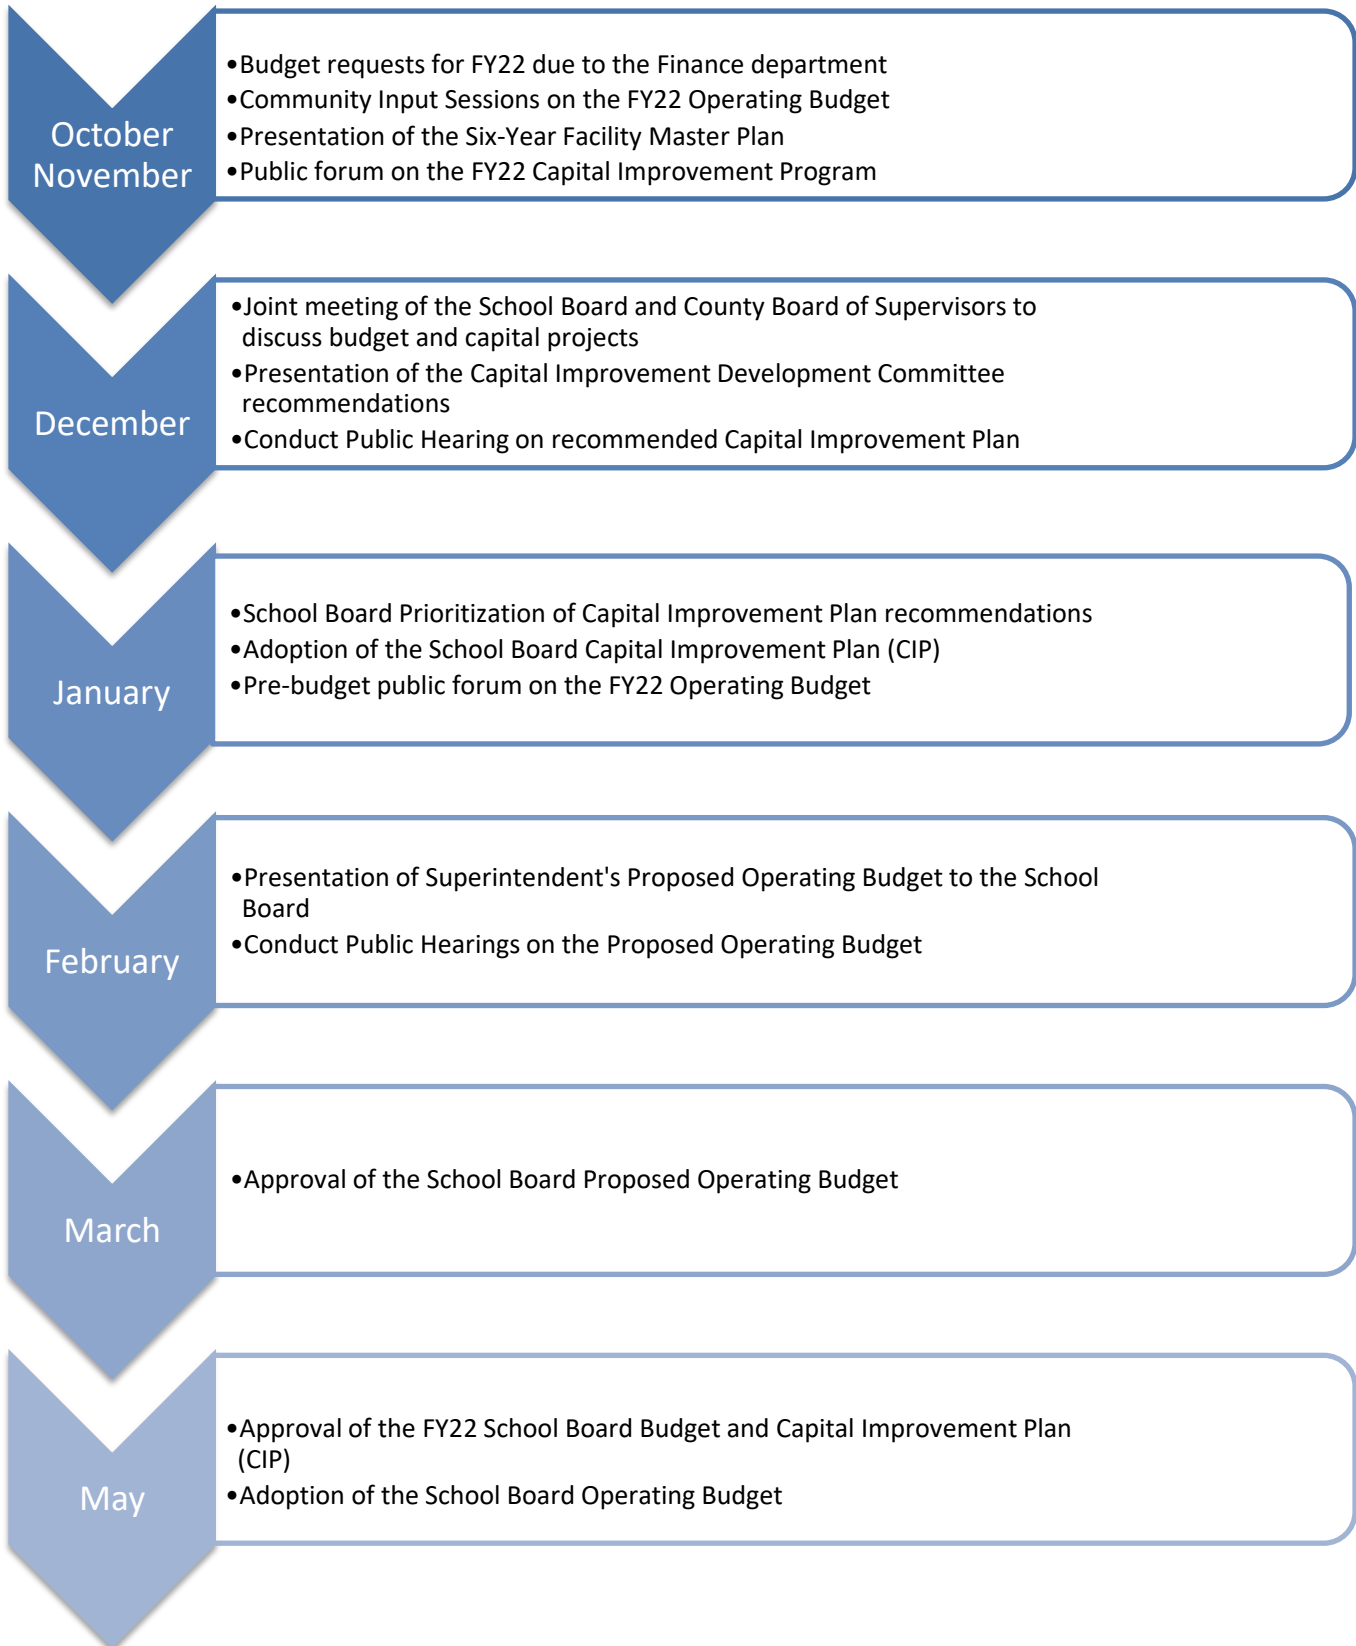 October
November
•Budget requests for FY22 due to the Finance department
•Community Input Sessions on the FY22 Operating Budget
•Presentation of the Six-Year Facility Master Plan
•Public forum on the FY22 Capital Improvement Program
December
•Joint meeting of the School Board and County Board of Supervisors to
discuss budget and capital projects
•Presentation of the Capital Improvement Development Committee
recommendations
•Conduct Public Hearing on recommended Capital Improvement Plan
January
•School Board Prioritization of Capital Improvement Plan recommendations
•Adoption of the School Board Capital Improvement Plan (CIP)
•Pre-budget public forum on the FY22 Operating Budget
February
•Presentation of Superintendent's Proposed Operating Budget to the School
Board
•Conduct Public Hearings on the Proposed Operating Budget
March
•Approval of the School Board Proposed Operating Budget
May
•Approval of the FY22 School Board Budget and Capital Improvement Plan
(CIP)
•Adoption of the School Board Operating Budget